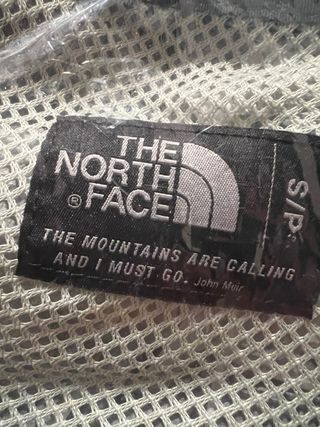 THE
NORTH
® FACE
S/P
THE MOUNTAINS ARE CALLING
AND I MUST GO. John Muir